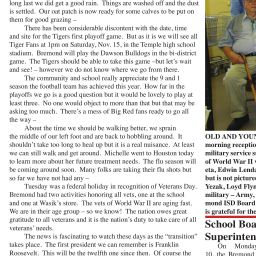 long last we did get a good rain. Things are washed off and the dust
is settled. Our oat patch is now ready for some calves to be put on
them for good grazing –
There has been considerable discontent with the date, time
and site for the Tigers first playoff game. But as it is we will see all
Tiger Fans at 1pm on Saturday, Nov. 15, in the Temple high school
stadium. Bremond will play the Dawson Bulldogs in the bi-district
game. The Tigers should be able to take this game –but let's wait
and see! – however we do not know where we go from there.
The community and school really appreciate the 9 and 1
season the football team has achieved this year. Now far in the
playoffs we go is a good question but it would be lovely to play at
least three. No one would object to more than that but that may be
asking too much. There's a mess of Big Red fans ready to go all
the way –
About the time we should be walking better, we sprain
the middle of our left foot and are back to hobbling around. It
shouldn't take too long to heal up but it is a real nuisance. At least
we can still walk and get around. Michelle went to Houston today
to learn more about her future treatment needs. The flu season will
be coming around soon. Many folks are taking their flu shots but
so far we have not had any –
Tuesday was a federal holiday in recognition of Veterans Day.
Bremond had two activities honoring all vets, one at the school
and one at Wasik's store. The vets of World War II are aging fast.
We are in their age group – so we know! The nation owes great
gratitude to all veterans and it is the nation's duty to take care of all
veterans' needs.
The news is fascinating to watch these days as the "transition"
takes place. The first president we can remember is Franklin
Roosevelt. This will be the twelfth one since then. Of course
OLD AND YOUN
morning reception
military service s
of World War II v
eta, Edwin Lenda
but is not picture
Yezak, Loyd Flyn
military – Army,
mond ISD Board
is grateful for the
School Boa
Superinten
On Monday
10, the Bremond